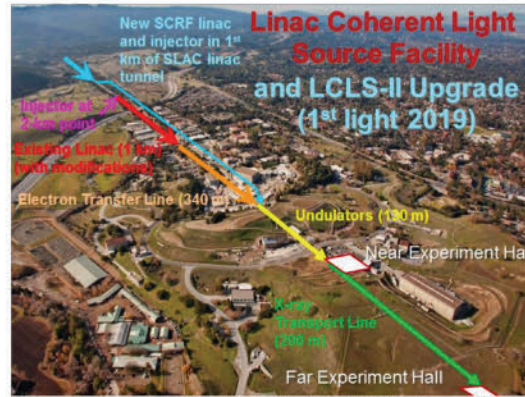 New SCRF linac
and injector in 1st
km of SLAC linac
tunnel
Linac Coherent Light
Source Facility
and LCLS-II Upgrade
(1st light 2019)
Injector at
2-km point
Existing Linac (1 km)
(with modifications)
Electron Transfer Line (340 m)
Undulators (130 m)
Near Experiment Ha
X-ray
Transport Line
(200 m)
Far Experiment Hall